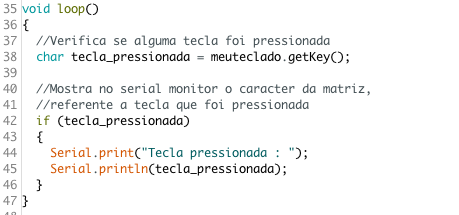 35 void loop()
36 {
37   //Verifica se alguma tecla foi pressionada
38   char tecla_pressionada = meuteclado.getKey();
39
40   //Mostra no serial monitor o caracter da matriz,
41   //referente a tecla que foi pressionada
42   if (tecla_pressionada)
43   {
44     Serial.print("Tecla pressionada : ");
45     Serial.println(tecla_pressionada);
46   }
47 }